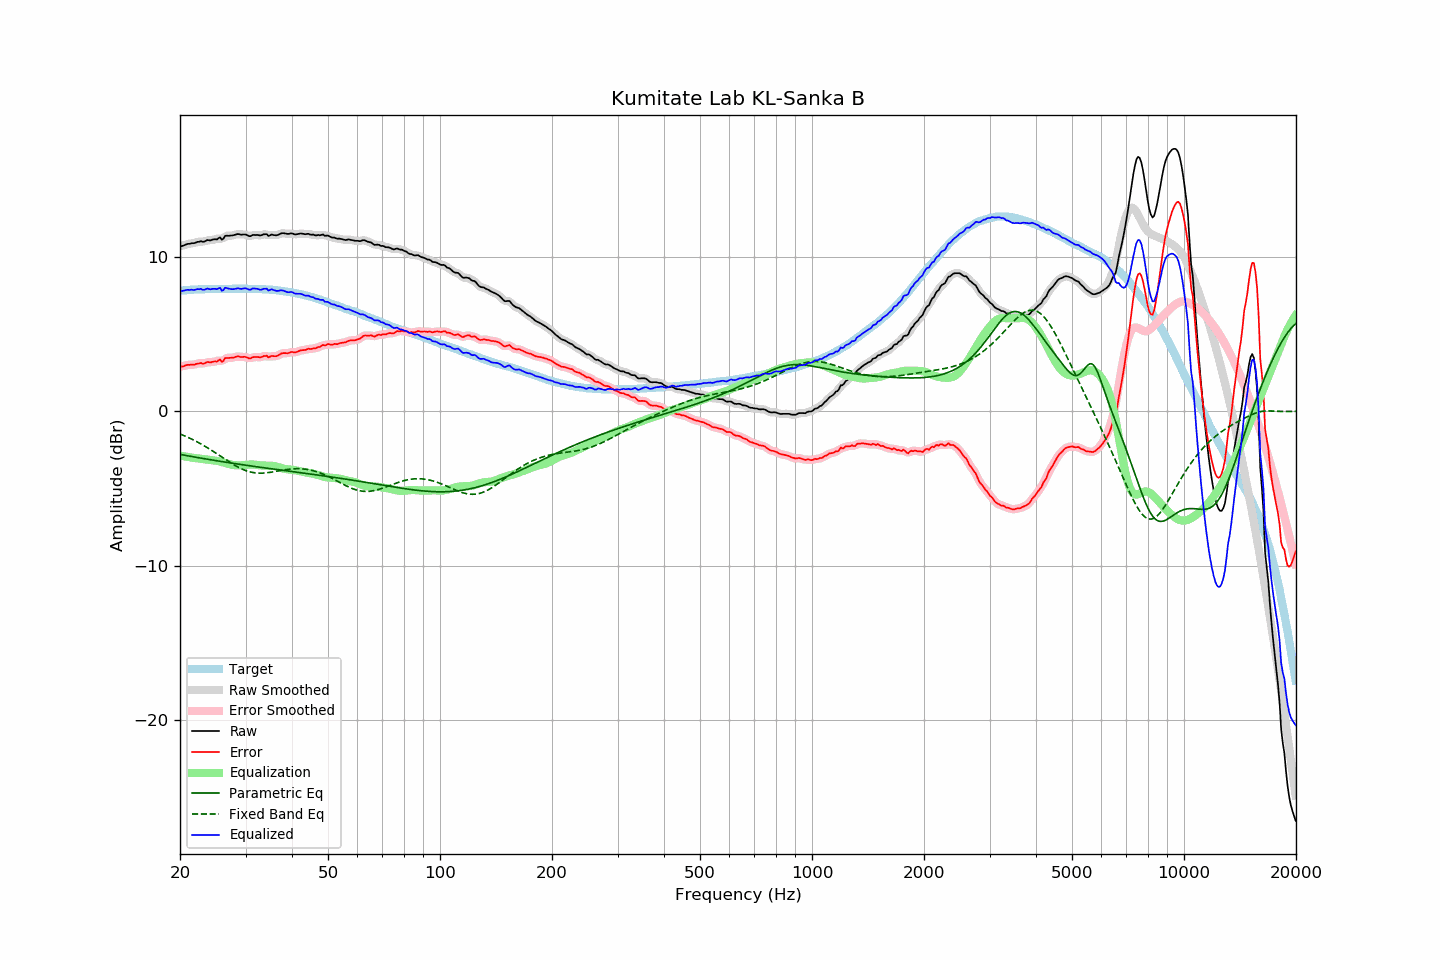 Kumitate Lab KL-Sanka B
Amplitude (dBr)
10
0
−10
−20
Target
Raw Smoothed
Error Smoothed
Raw
Error
Equalization
Parametric Eq
Fixed Band Eq
Equalized
20 50 100 200 500 1000 2000 5000 10000 20000
Frequency (Hz)